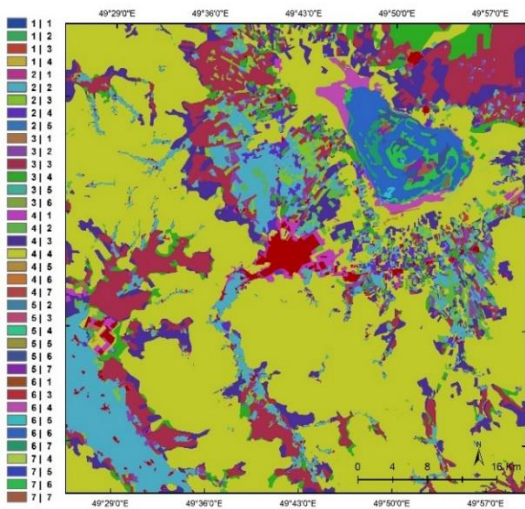 49°29'0"E 49°36'0"E 49°43'0"E 49°50'0"E 49°57'0"E
1 | 1
1 | 2
1 | 3
1 | 4
2 | 1
2 | 2
2 | 3
2 | 4
2 | 5
3 | 1
3 | 2
3 | 3
3 | 4
3 | 5
3 | 6
4 | 1
4 | 2
4 | 3
4 | 4
4 | 5
4 | 6
4 | 7
5 | 2
5 | 3
5 | 4
5 | 5
5 | 6
5 | 7
6 | 1
6 | 3
6 | 4
6 | 5
6 | 6
6 | 7
7 | 4
7 | 5
7 | 6
7 | 7
N
0 4 8 16 Km
49°29'0"E 49°36'0"E 49°43'0"E 49°50'0"E 49°57'0"E